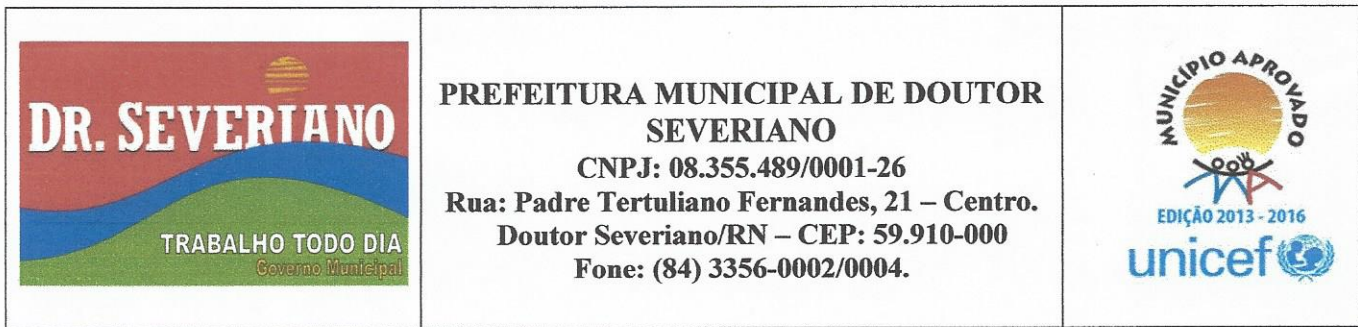 DR. SEVERIANO
TRABALHO TODO DIA
Governo Municipal
PREFEITURA MUNICIPAL DE DOUTOR
SEVERIANO
CNPJ: 08.355.489/0001-26
Rua: Padre Tertuliano Fernandes, 21 – Centro.
Doutor Severiano/RN – CEP: 59.910-000
Fone: (84) 3356-0002/0004.
MUNICÍPIO APROVADO
EDIÇÃO 2013 - 2016
unicef